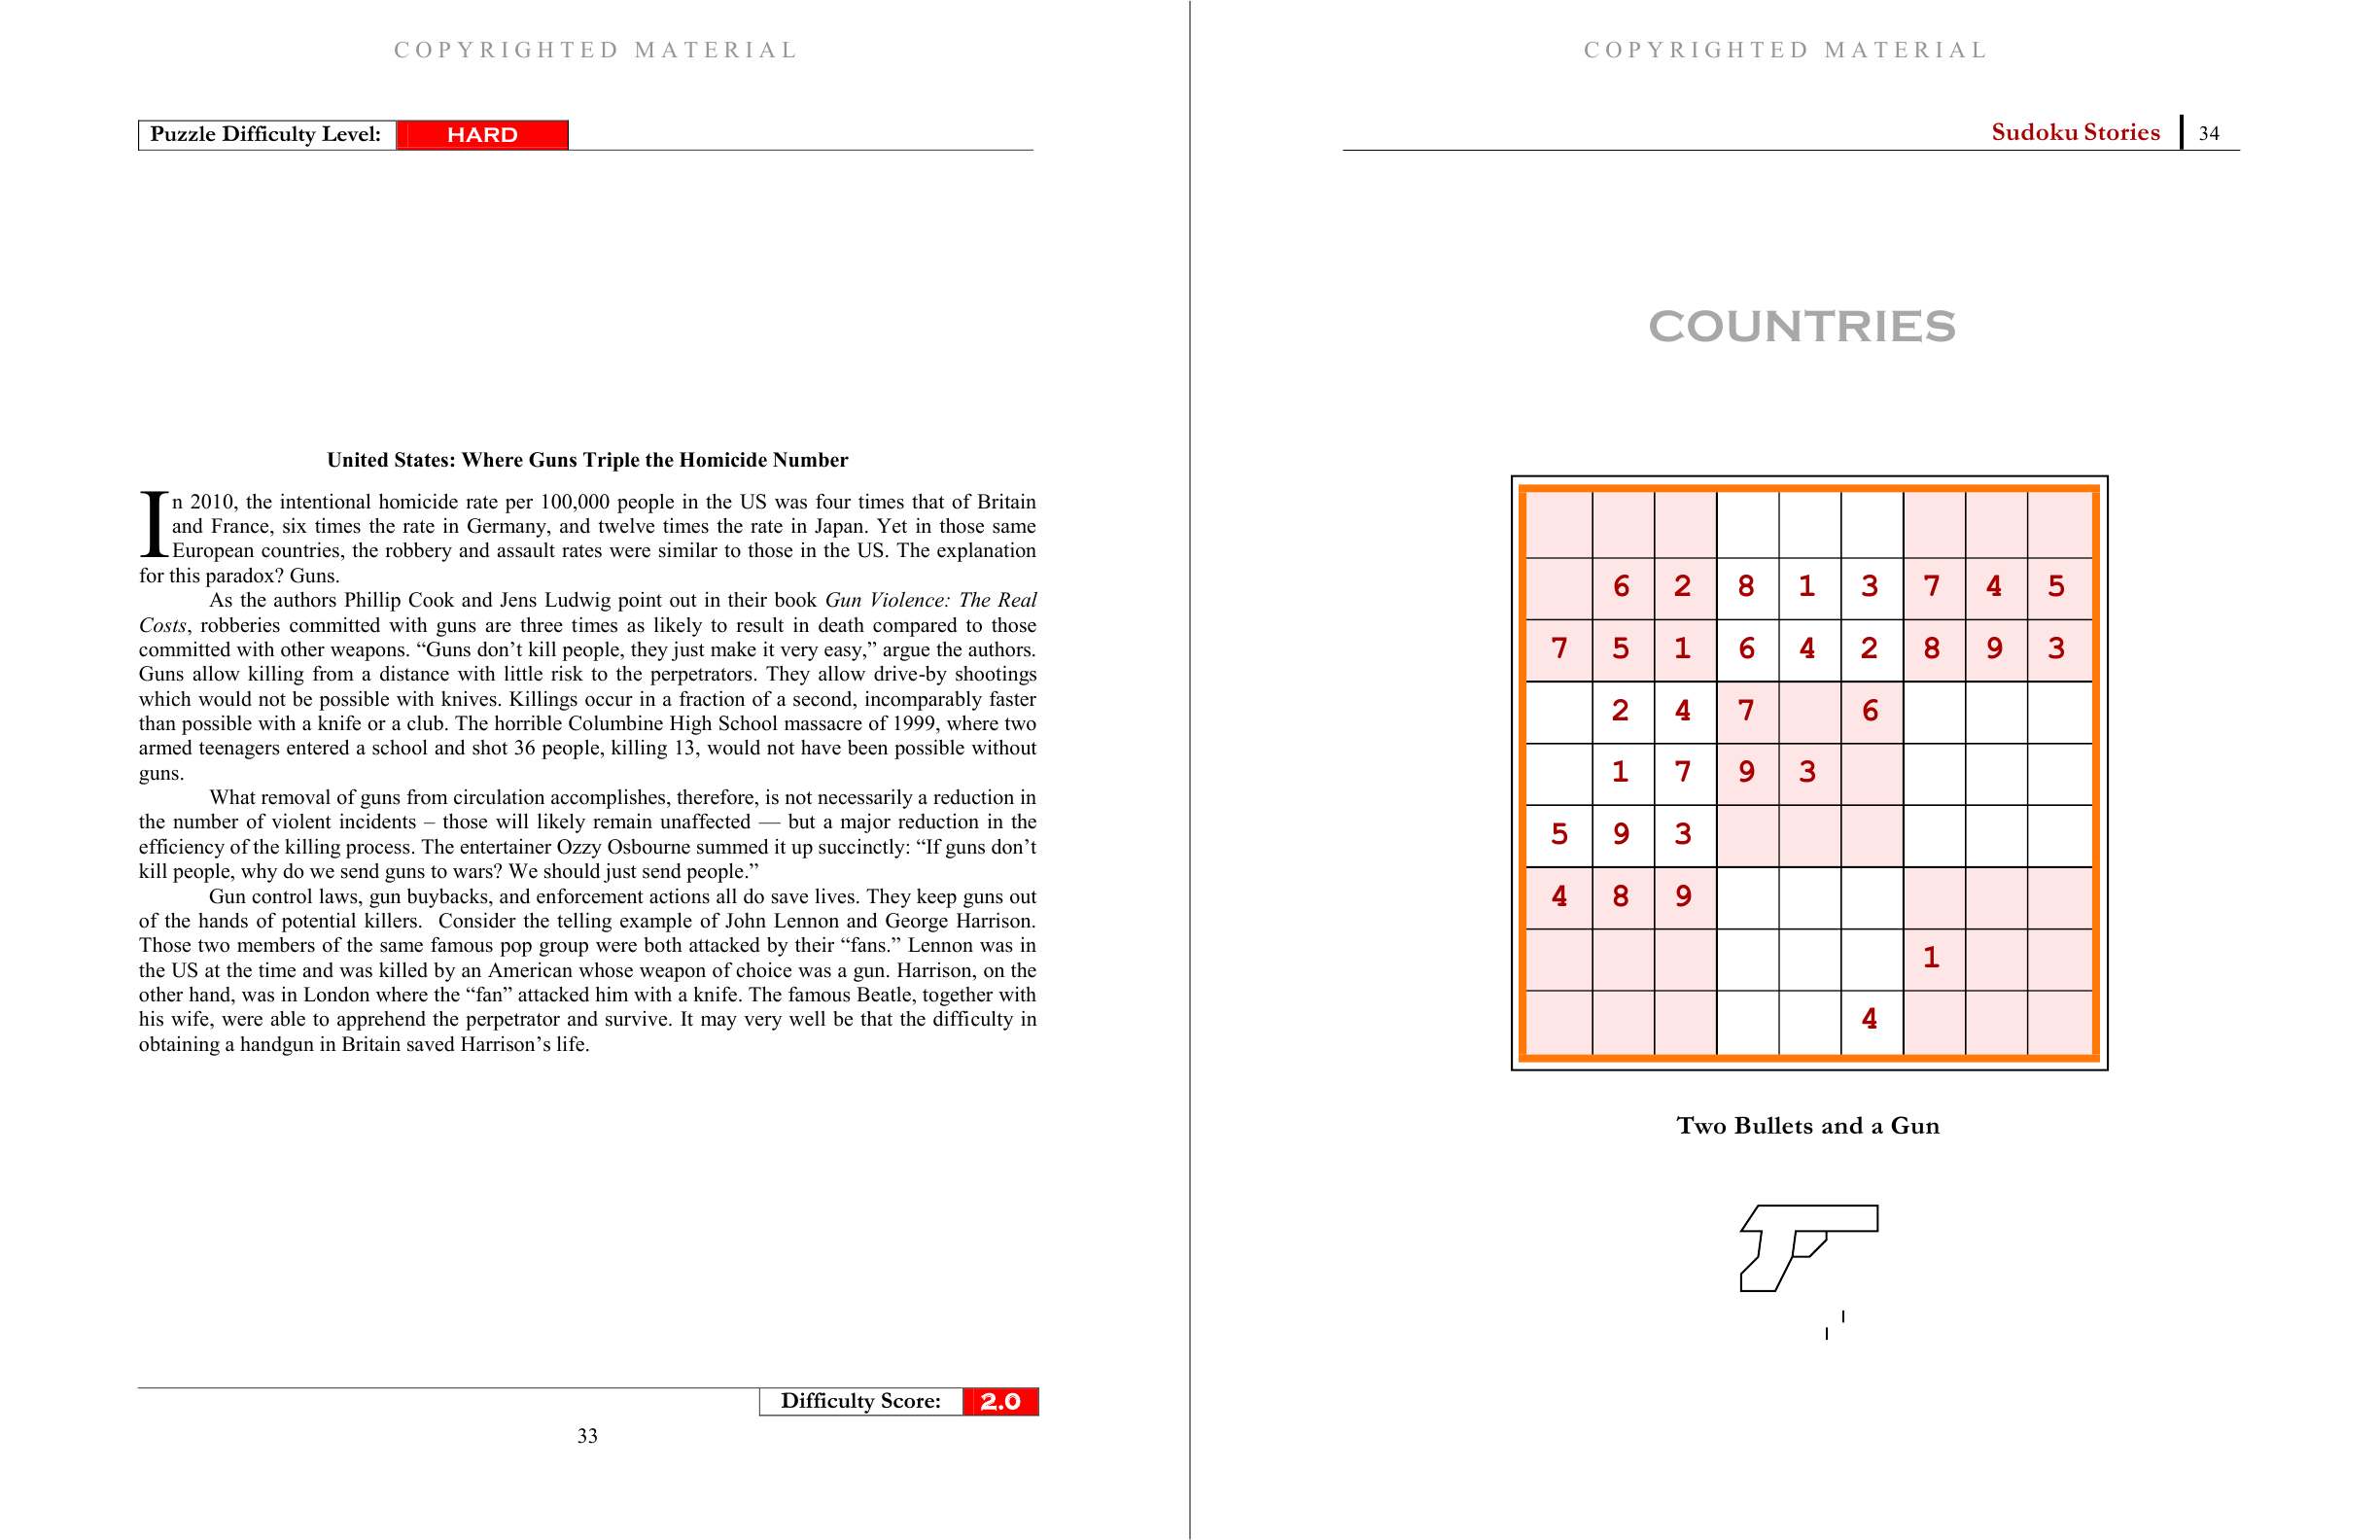 COPYRIGHTED MATERIAL
Puzzle Difficulty Level: HARD
United States: Where Guns Triple the Homicide Number
In 2010, the intentional homicide rate per 100,000 people in the US was four times that of Britain
and France, six times the rate in Germany, and twelve times the rate in Japan. Yet in those same
European countries, the robbery and assault rates were similar to those in the US. The explanation
for this paradox? Guns.
As the authors Phillip Cook and Jens Ludwig point out in their book Gun Violence: The Real
Costs, robberies committed with guns are three times as likely to result in death compared to those
committed with other weapons. “Guns don’t kill people, they just make it very easy,” argue the authors.
Guns allow killing from a distance with little risk to the perpetrators. They allow drive-by shootings
which would not be possible with knives. Killings occur in a fraction of a second, incomparably faster
than possible with a knife or a club. The horrible Columbine High School massacre of 1999, where two
armed teenagers entered a school and shot 36 people, killing 13, would not have been possible without
guns.
What removal of guns from circulation accomplishes, therefore, is not necessarily a reduction in
the number of violent incidents – those will likely remain unaffected — but a major reduction in the
efficiency of the killing process. The entertainer Ozzy Osbourne summed it up succinctly: “If guns don’t
kill people, why do we send guns to wars? We should just send people.”
Gun control laws, gun buybacks, and enforcement actions all do save lives. They keep guns out
of the hands of potential killers. Consider the telling example of John Lennon and George Harrison.
Those two members of the same famous pop group were both attacked by their “fans.” Lennon was in
the US at the time and was killed by an American whose weapon of choice was a gun. Harrison, on the
other hand, was in London where the “fan” attacked him with a knife. The famous Beatle, together with
his wife, were able to apprehend the perpetrator and survive. It may very well be that the difficulty in
obtaining a handgun in Britain saved Harrison’s life.
Difficulty Score: 2.0
33
COPYRIGHTED MATERIAL
Sudoku Stories 34
COUNTRIES
6 2 8 1 3 7 4 5
7 5 1 6 4 2 8 9 3
2 4 7 6
1 7 9 3
5 9 3
4 8 9
1
4
Two Bullets and a Gun